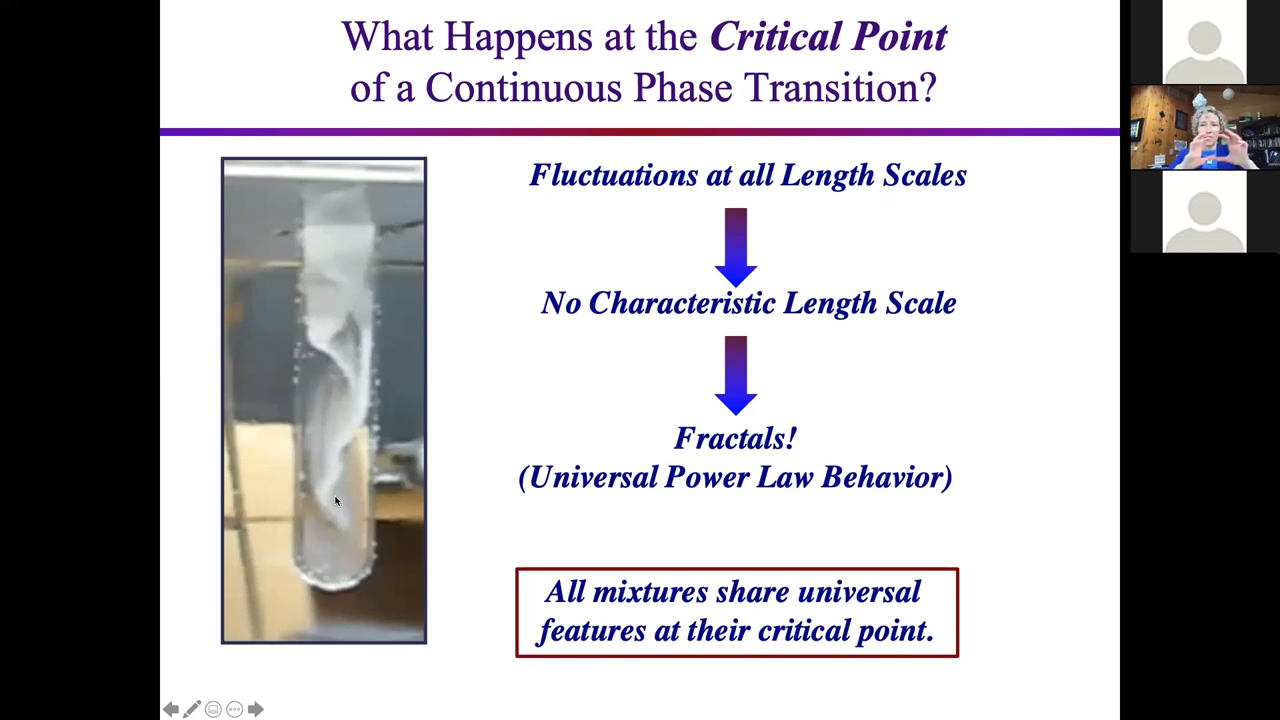 What Happens at the Critical Point
of a Continuous Phase Transition?
Fluctuations at all Length Scales
No Characteristic Length Scale
Fractals!
(Universal Power Law Behavior)
All mixtures share universal
features at their critical point.